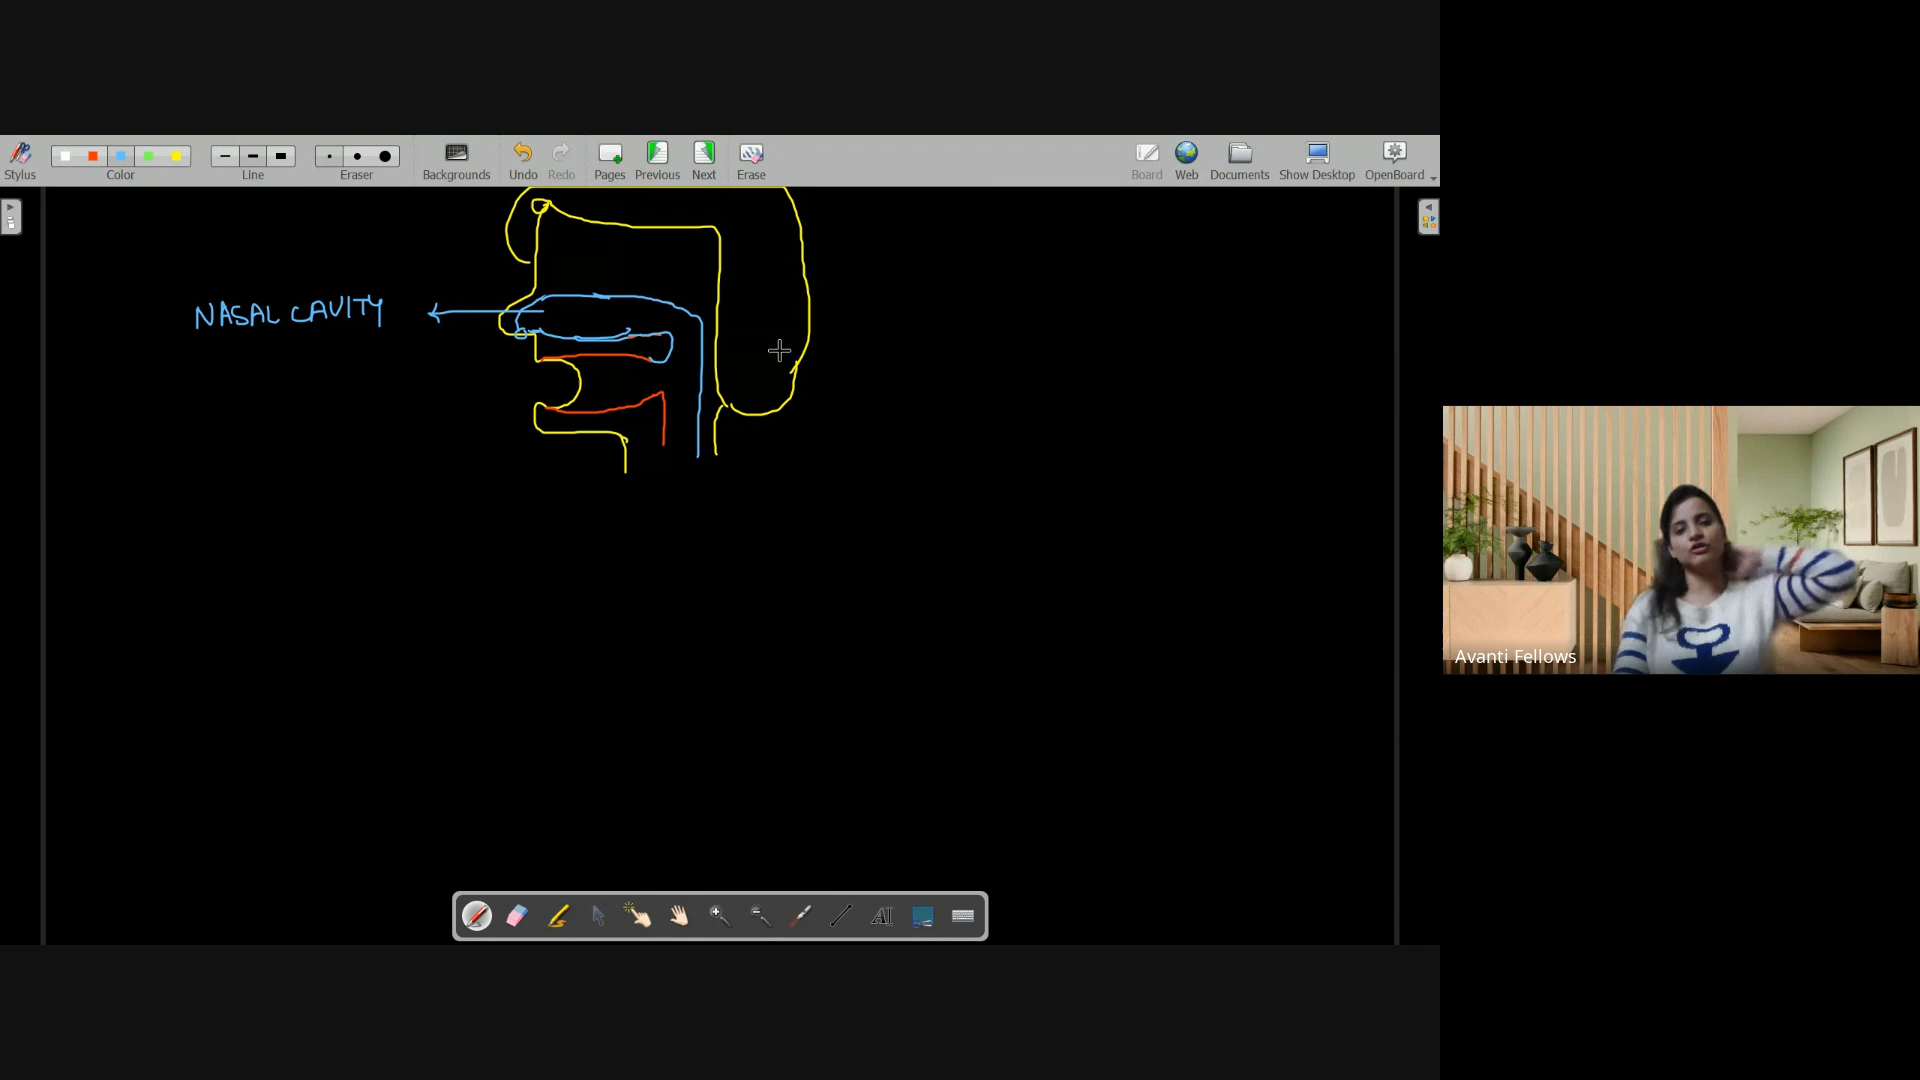 Stylus
Color
Line
Eraser
Backgrounds
Undo
Redo
Pages
Previous
Next
Erase
Board
Web
Documents
Show Desktop
OpenBoard
NASAL CAVITY
Avanti Fellows